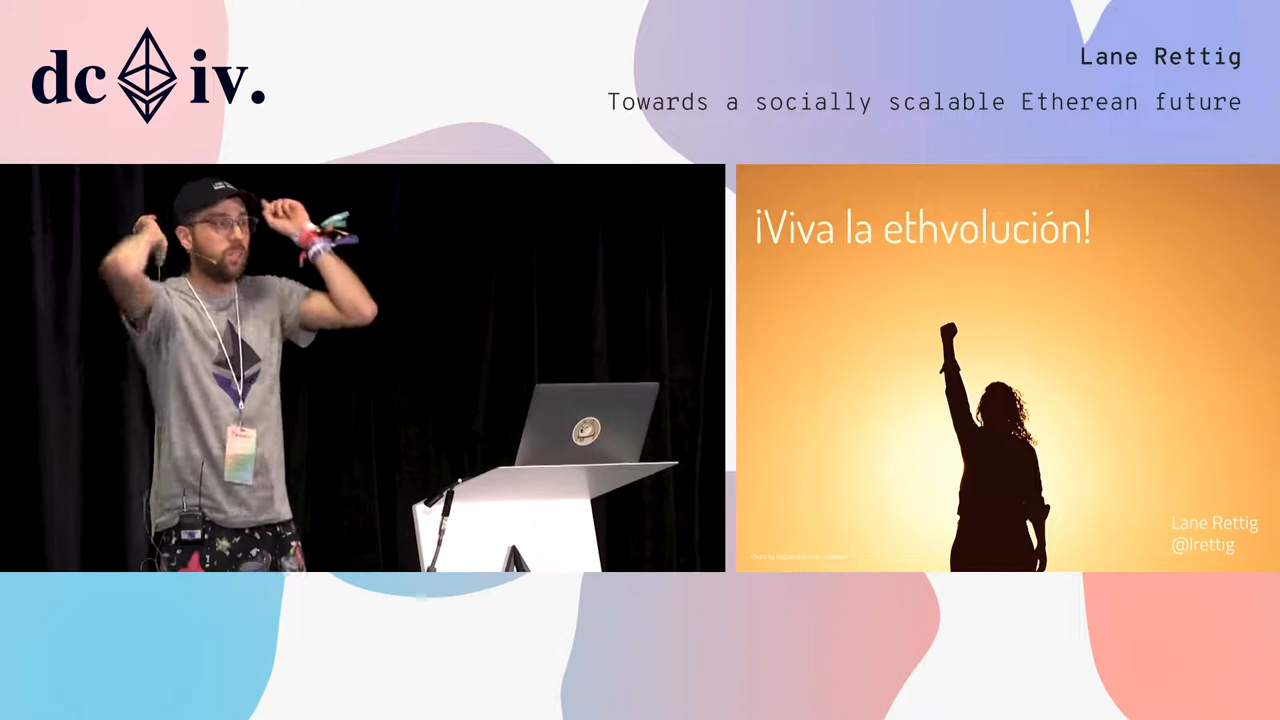 dc iv.
Lane Rettig
Towards a socially scalable Etherean future
¡Viva la ethvolución!
Lane Rettig
@lrettig